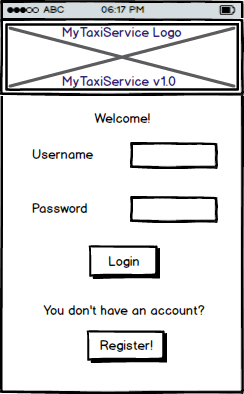 ABC 06:17 PM
MyTaxiService Logo
MyTaxiService v1.0
Welcome!
Username
Password
Login
You don't have an account?
Register!